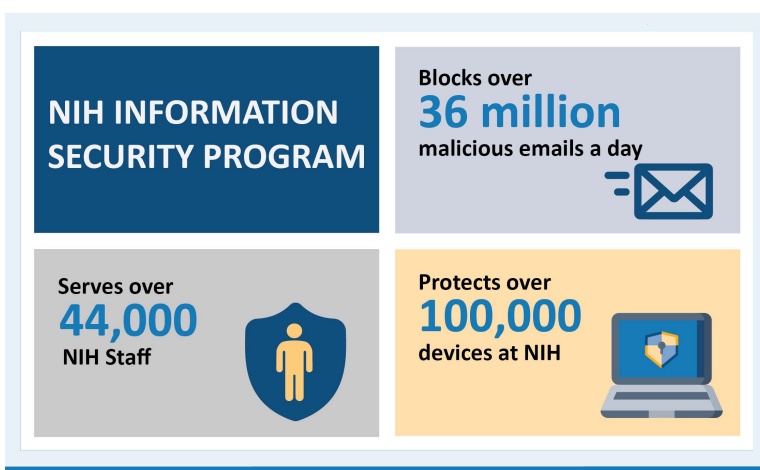 NIH INFORMATION
SECURITY PROGRAM
Blocks over
36 million
malicious emails a day
Serves over
44,000
NIH Staff
Protects over
100,000
devices at NIH